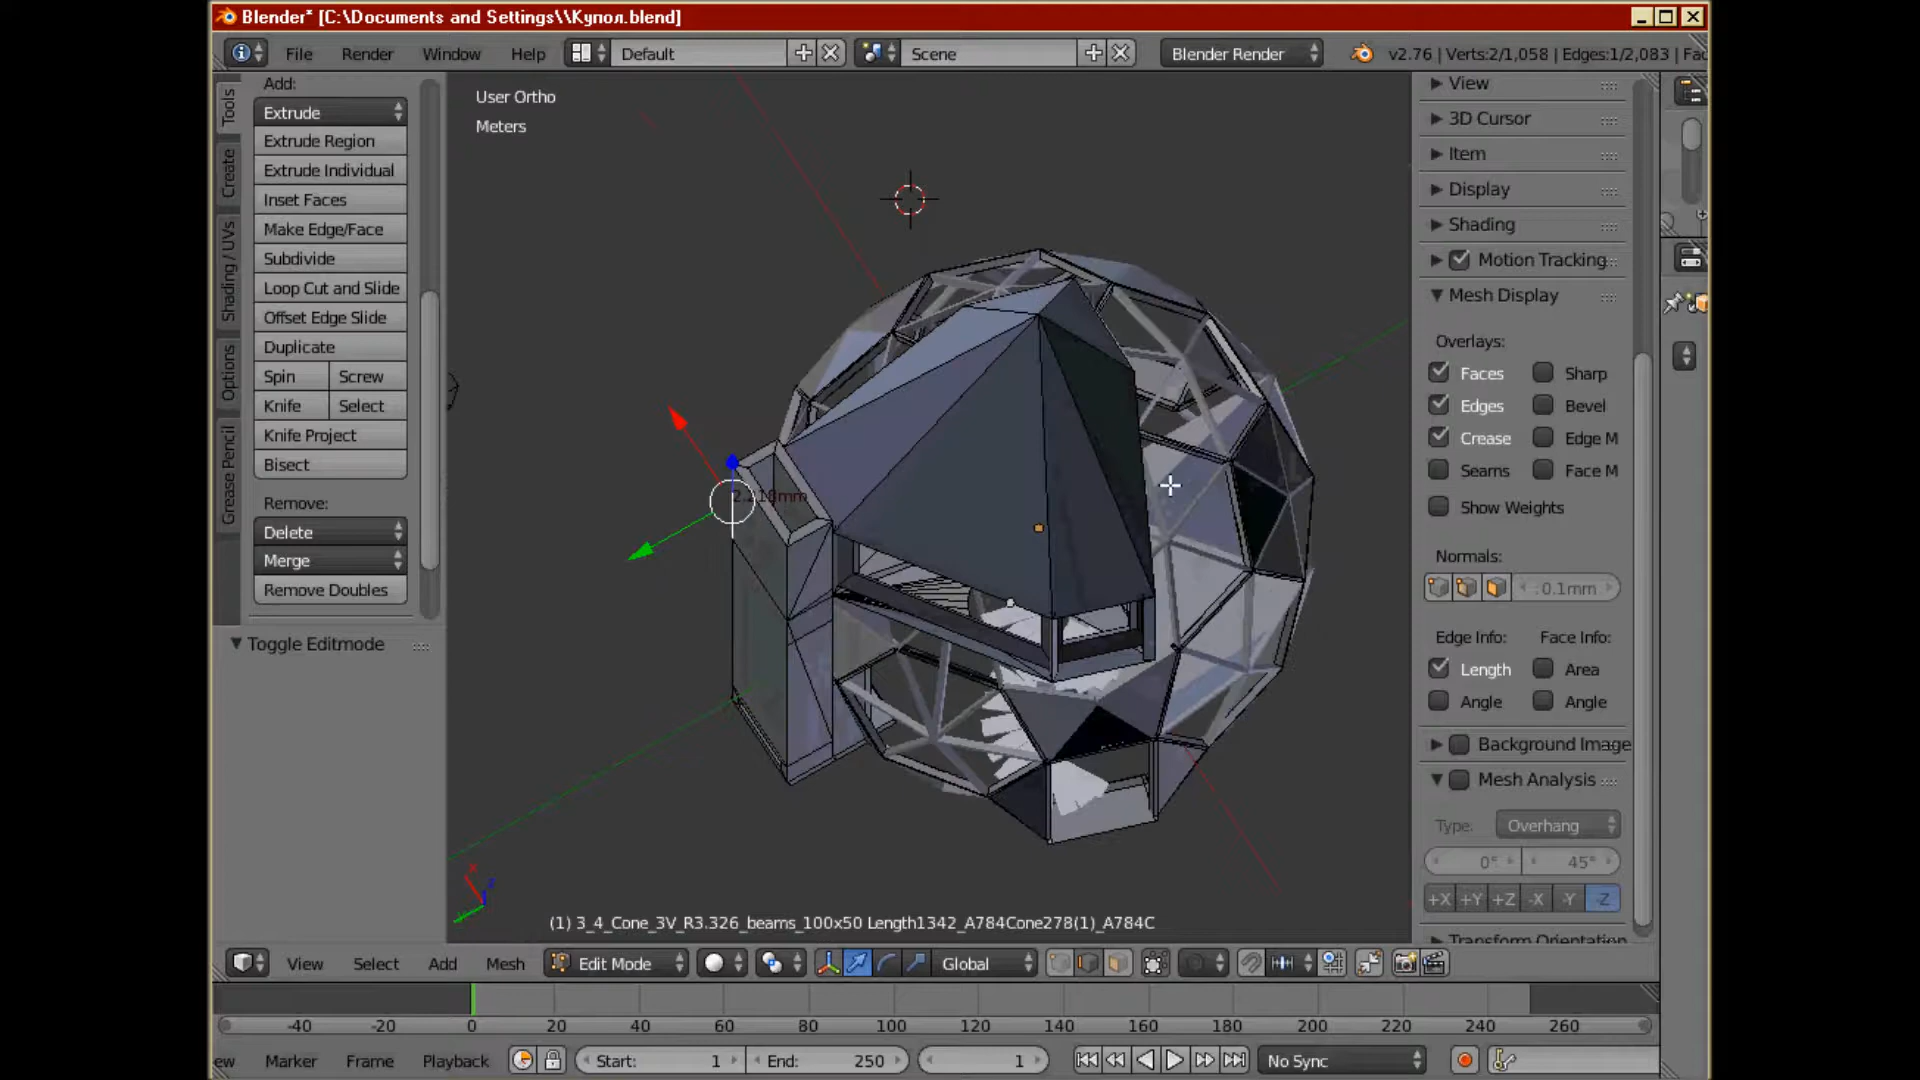 Blender* [C:\Documents and Settings\\Купол.blend]
File Render Window Help Default Scene Blender Render v2.76 | Verts:2/1,058 | Edges:1/2,083 | Fac
Add:
Extrude
Extrude Region
Extrude Individual
Inset Faces
Make Edge/Face
Subdivide
Loop Cut and Slide
Offset Edge Slide
Duplicate
Spin Screw
Knife Select
Knife Project
Bisect
Remove:
Delete
Merge
Remove Doubles
Toggle Editmode
Tools
Create
Shading / UVs
Options
Grease Pencil
User Ortho
Meters
(1) 3_4_Cone_3V_R3.326_beams_100x50 Length1342_A784Cone278(1)_A784C
View
3D Cursor
Item
Display
Shading
Motion Tracking
Mesh Display
Overlays:
Faces Sharp
Edges Bevel
Crease Edge M
Seams Face M
Show Weights
Normals:
0.1mm
Edge Info: Face Info:
Length Area
Angle Angle
Background Image
Mesh Analysis
Type: Overhang
0° 45°
+X +Y +Z -X -Y -Z
Transform Orientation
View Select Add Mesh Edit Mode Global
-40 -20 0 20 40 60 80 100 120 140 160 180 200 220 240 260
ew Marker Frame Playback Start: 1 End: 250 1 No Sync